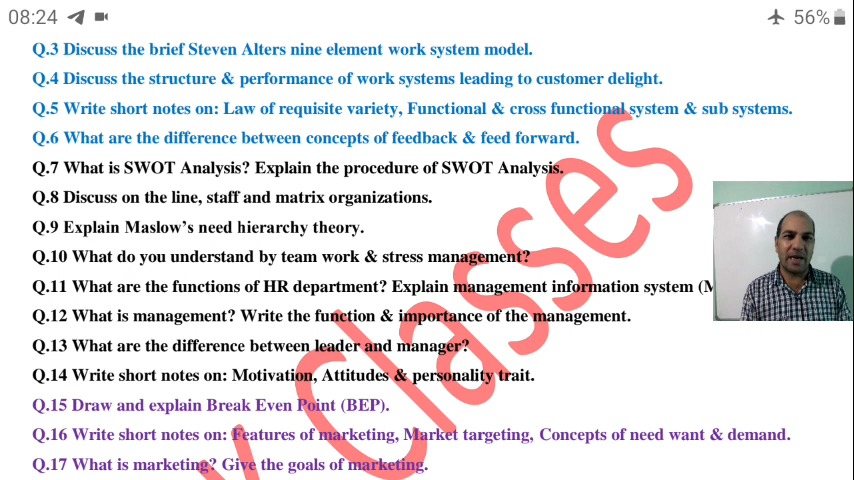 08:24
56%
Q.3 Discuss the brief Steven Alters nine element work system model.
Q.4 Discuss the structure & performance of work systems leading to customer delight.
Q.5 Write short notes on: Law of requisite variety, Functional & cross functional system & sub systems.
Q.6 What are the difference between concepts of feedback & feed forward.
Q.7 What is SWOT Analysis? Explain the procedure of SWOT Analysis.
Q.8 Discuss on the line, staff and matrix organizations.
Q.9 Explain Maslow's need hierarchy theory.
Q.10 What do you understand by team work & stress management?
Q.11 What are the functions of HR department? Explain management information system (M
Q.12 What is management? Write the function & importance of the management.
Q.13 What are the difference between leader and manager?
Q.14 Write short notes on: Motivation, Attitudes & personality trait.
Q.15 Draw and explain Break Even Point (BEP).
Q.16 Write short notes on: Features of marketing, Market targeting, Concepts of need want & demand.
Q.17 What is marketing? Give the goals of marketing.
Classes